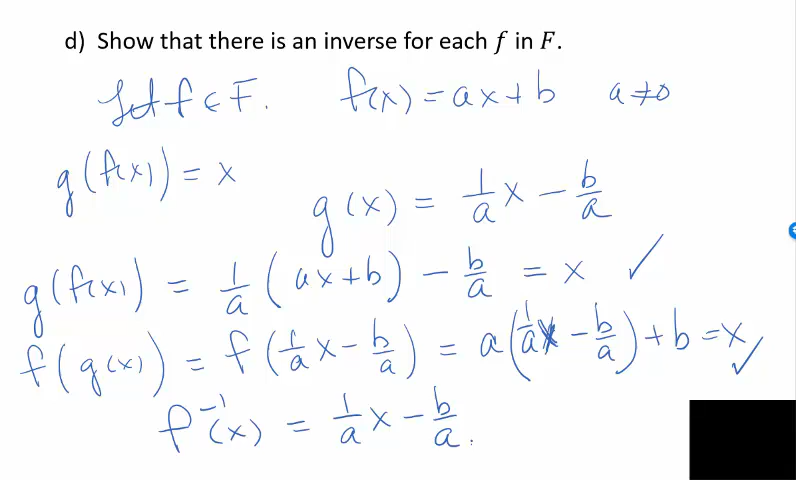 d) Show that there is an inverse for each f in F.
Let f ∈ F. f(x) = ax + b a ≠ 0
g(f(x)) = x
g(x) = 1/a x − b/a
g(f(x)) = 1/a (ax + b) − b/a = x ✓
f(g(x)) = f(1/a x − b/a) = a(1/a x − b/a) + b = x ✓
f⁻¹(x) = 1/a x − b/a.